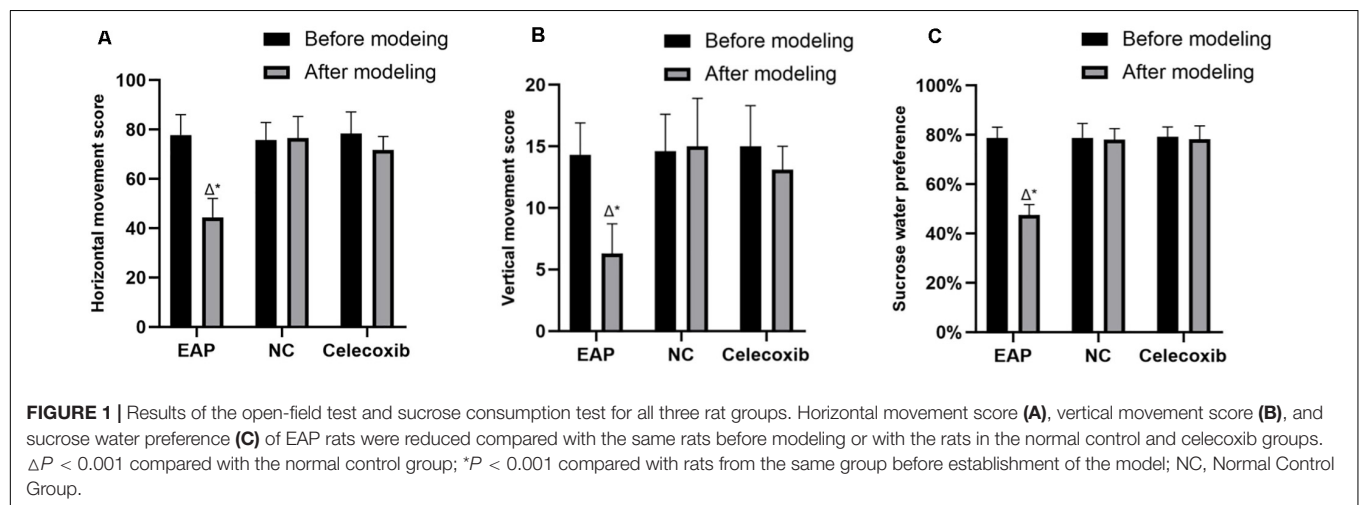 A
Before modeing
After modeling
Horizontal movement score
100
80
60
40
20
0
Δ*
EAP
NC
Celecoxib
B
Before modeling
After modeling
Vertical movement score
20
15
10
5
0
Δ*
EAP
NC
Celecoxib
C
Before modeling
After modeling
Sucrose water preference
100%
80%
60%
40%
20%
0%
Δ*
EAP
NC
Celecoxib
FIGURE 1 | Results of the open-field test and sucrose consumption test for all three rat groups. Horizontal movement score (A), vertical movement score (B), and
sucrose water preference (C) of EAP rats were reduced compared with the same rats before modeling or with the rats in the normal control and celecoxib groups.
△P < 0.001 compared with the normal control group; *P < 0.001 compared with rats from the same group before establishment of the model; NC, Normal Control
Group.